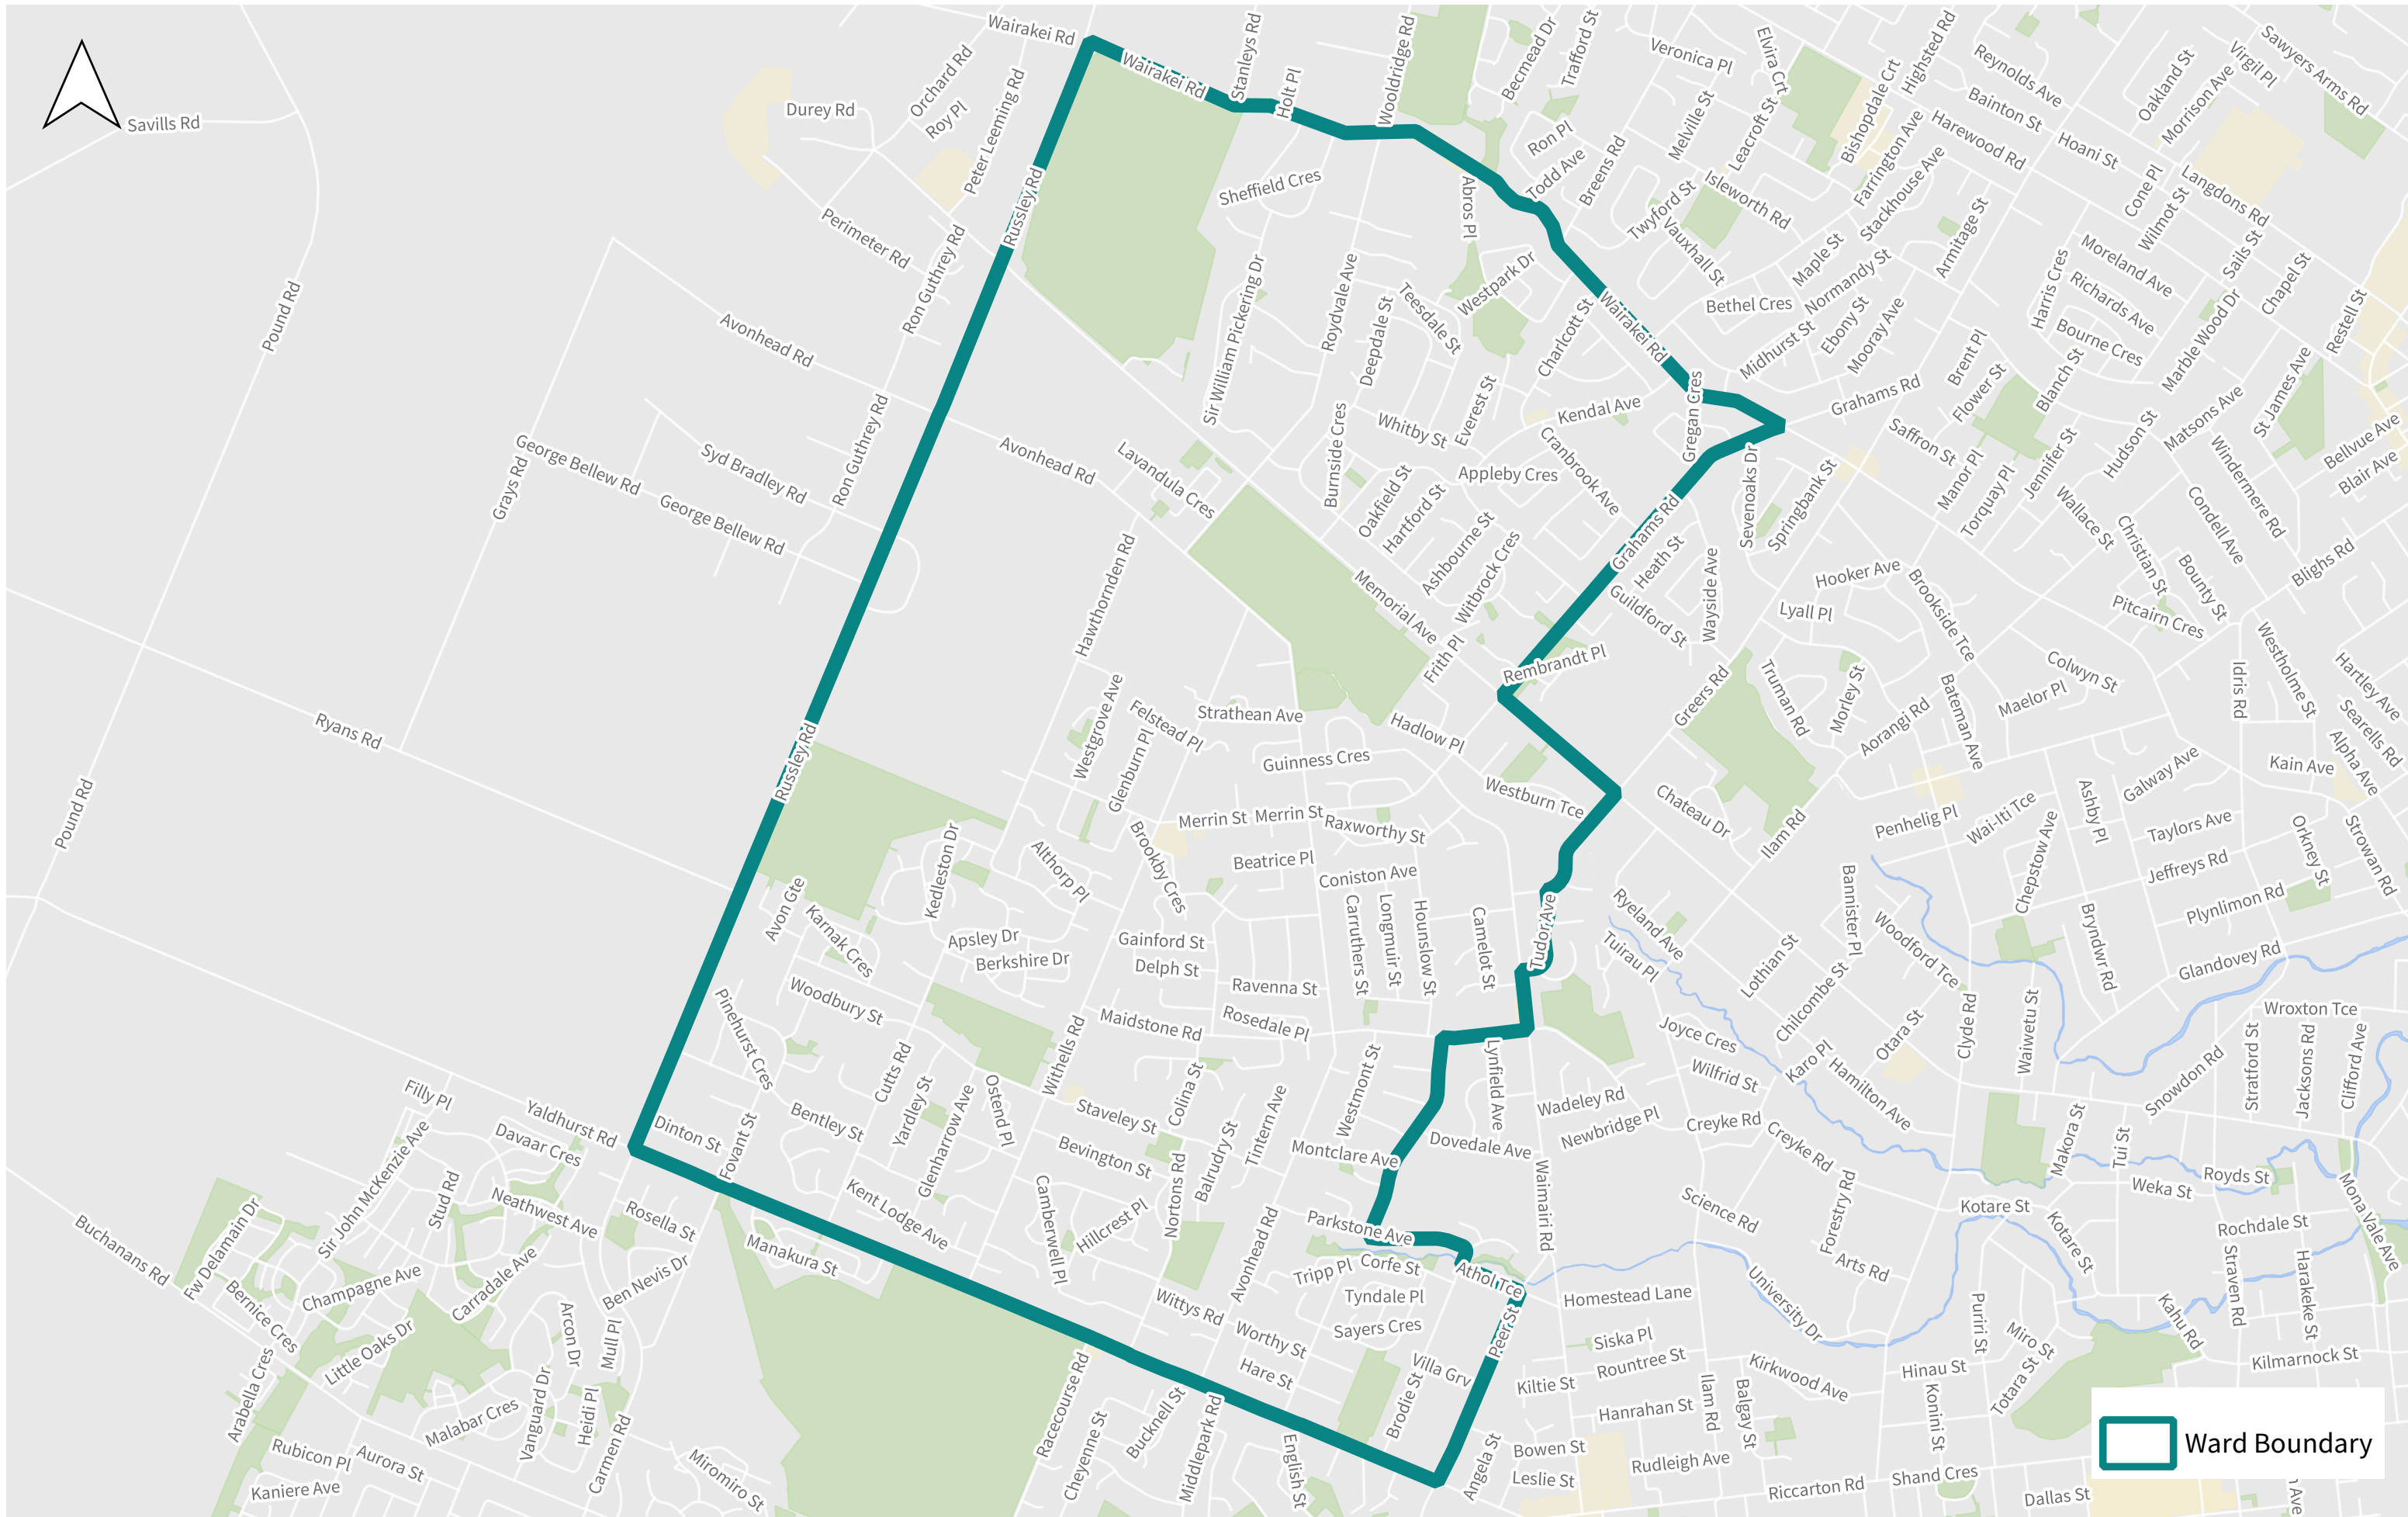 Wairakei Rd
Stanleys Rd
Wooldridge Rd
Becmead Dr
Trafford St
Veronica Pl
Elvira Crt
Highsted Rd
Sawyers Arms Rd
Virgil Pl
Reynolds Ave
Oakland St
Morrison Ave
Bainton St
Bishopdale Crt
Orchard Rd
Roy Pl
Durey Rd
Peter Leeming Rd
Savills Rd
Wairakei Rd
Holt Pl
Melville St
Leacroft St
Ron Pl
Todd Ave
Breens Rd
Farrington Ave
Harewood Rd
Hoani St
Langdons Rd
Cone Pl
Wilmot St
Stackhouse Ave
Isleworth Rd
Twyford St
Vauxhall St
Abros Pl
Sheffield Cres
Russley Rd
Perimeter Rd
Ron Guthrey Rd
Armitage St
Maple St
Normandy St
Moreland Ave
Sails St
Chapel St
Harris Cres
Richards Ave
Restell St
Bourne Cres
Marble Wood Dr
Westpark Dr
Teesdale St
Roydvale Ave
Sir William Pickering Dr
Deepdale St
Charlcott St
Wairakei Rd
Bethel Cres
Midhurst St
Ebony St
Mooray Ave
Brent Pl
Flower St
Blanch St
St James Ave
Pound Rd
Avonhead Rd
Ron Guthrey Rd
Grahams Rd
Matsons Ave
Hudson St
Bellvue Ave
Blair Ave
Windermere Rd
Gregan Cres
Kendal Ave
Everest St
Whitby St
Burnside Cres
Cranbrook Ave
Appleby Cres
Oakfield St
Hartford St
Saffron St
Manor Pl
Torquay Pl
Jennifer St
Sevenoaks Dr
Springbank St
Wallace St
Condell Ave
Christian St
Blighs Rd
George Bellew Rd
Grays Rd
Syd Bradley Rd
George Bellew Rd
Avonhead Rd
Lavandula Cres
Grahams Rd
Heath St
Ashbourne St
Witbrock Cres
Hawthornden Rd
Memorial Ave
Guildford St
Wayside Ave
Hooker Ave
Lyall Pl
Brookside Tce
Bounty St
Pitcairn Cres
Frith Pl
Rembrandt Pl
Greers Rd
Truman Rd
Morley St
Aorangi Rd
Bateman Ave
Maelor Pl
Colwyn St
Idris Rd
Westholme St
Hartley Ave
Searells Rd
Alpha Ave
Kain Ave
Ryans Rd
Russley Rd
Westgrove Ave
Felstead Pl
Glenburn Pl
Strathean Ave
Guinness Cres
Hadlow Pl
Westburn Tce
Chateau Dr
Ilam Rd
Penhelig Pl
Wai-Iti Tce
Ashby Pl
Galway Ave
Taylors Ave
Jeffreys Rd
Orkney St
Strowan Rd
Pound Rd
Merrin St
Merrin St
Raxworthy St
Brookby Cres
Beatrice Pl
Coniston Ave
Althorp Pl
Kedleston Dr
Avon Gte
Karnak Cres
Apsley Dr
Berkshire Dr
Gainford St
Delph St
Ravenna St
Carruthers St
Longmuir St
Hounslow St
Camelot St
Tudor Ave
Ryeland Ave
Tuirau Pl
Lothian St
Chilcombe St
Bannister Pl
Woodford Tce
Chepstow Ave
Bryndwr Rd
Plynlimon Rd
Glandovey Rd
Wroxton Tce
Woodbury St
Pinehurst Cres
Maidstone Rd
Rosedale Pl
Withells Rd
Cutts Rd
Yardley St
Glenharrow Ave
Ostend Pl
Staveley St
Colina St
Bevington St
Balrudry St
Tintern Ave
Westmont St
Montclare Ave
Lynfield Ave
Dovedale Ave
Wadeley Rd
Newbridge Pl
Joyce Cres
Wilfrid St
Karo Pl
Hamilton Ave
Otara St
Clyde Rd
Waiwetu St
Snowdon Rd
Stratford St
Jacksons Rd
Clifford Ave
Creyke Rd
Creyke Rd
Makora St
Tui St
Royds St
Weka St
Mona Vale Ave
Filly Pl
Yaldhurst Rd
Davaar Cres
Dinton St
Fovant St
Bentley St
Kent Lodge Ave
Camberwell Pl
Hillcrest Pl
Nortons Rd
Avonhead Rd
Parkstone Ave
Waimairi Rd
Science Rd
Forestry Rd
Arts Rd
Kotare St
Kotare St
Rochdale St
Straven Rd
Harakeke St
Buchanans Rd
Fw Delamain Dr
Sir John McKenzie Ave
Stud Rd
Neathwest Ave
Rosella St
Manakura St
Champagne Ave
Carradale Ave
Ben Nevis Dr
Bernice Cres
Little Oaks Dr
Arcon Dr
Mull Pl
Tripp Pl
Corfe St
Athol Tce
Tyndale Pl
Homestead Lane
University Dr
Puriri St
Miro St
Kahu Rd
Kilmarnock St
Wittys Rd
Worthy St
Hare St
Sayers Cres
Villa Grv
Peer St
Siska Pl
Rountree St
Kiltie St
Kirkwood Ave
Hinau St
Totara St
Arabella Cres
Malabar Cres
Vanguard Dr
Heidi Pl
Carmen Rd
Racecourse Rd
Cheyenne St
Bucknell St
Middlepark Rd
English St
Brodie St
Angela St
Hanrahan St
Bowen St
Leslie St
Ilam Rd
Balgay St
Rudleigh Ave
Konini St
Riccarton Rd
Shand Cres
Dallas St
Rubicon Pl
Aurora St
Kaniere Ave
Miromiro St
Ward Boundary